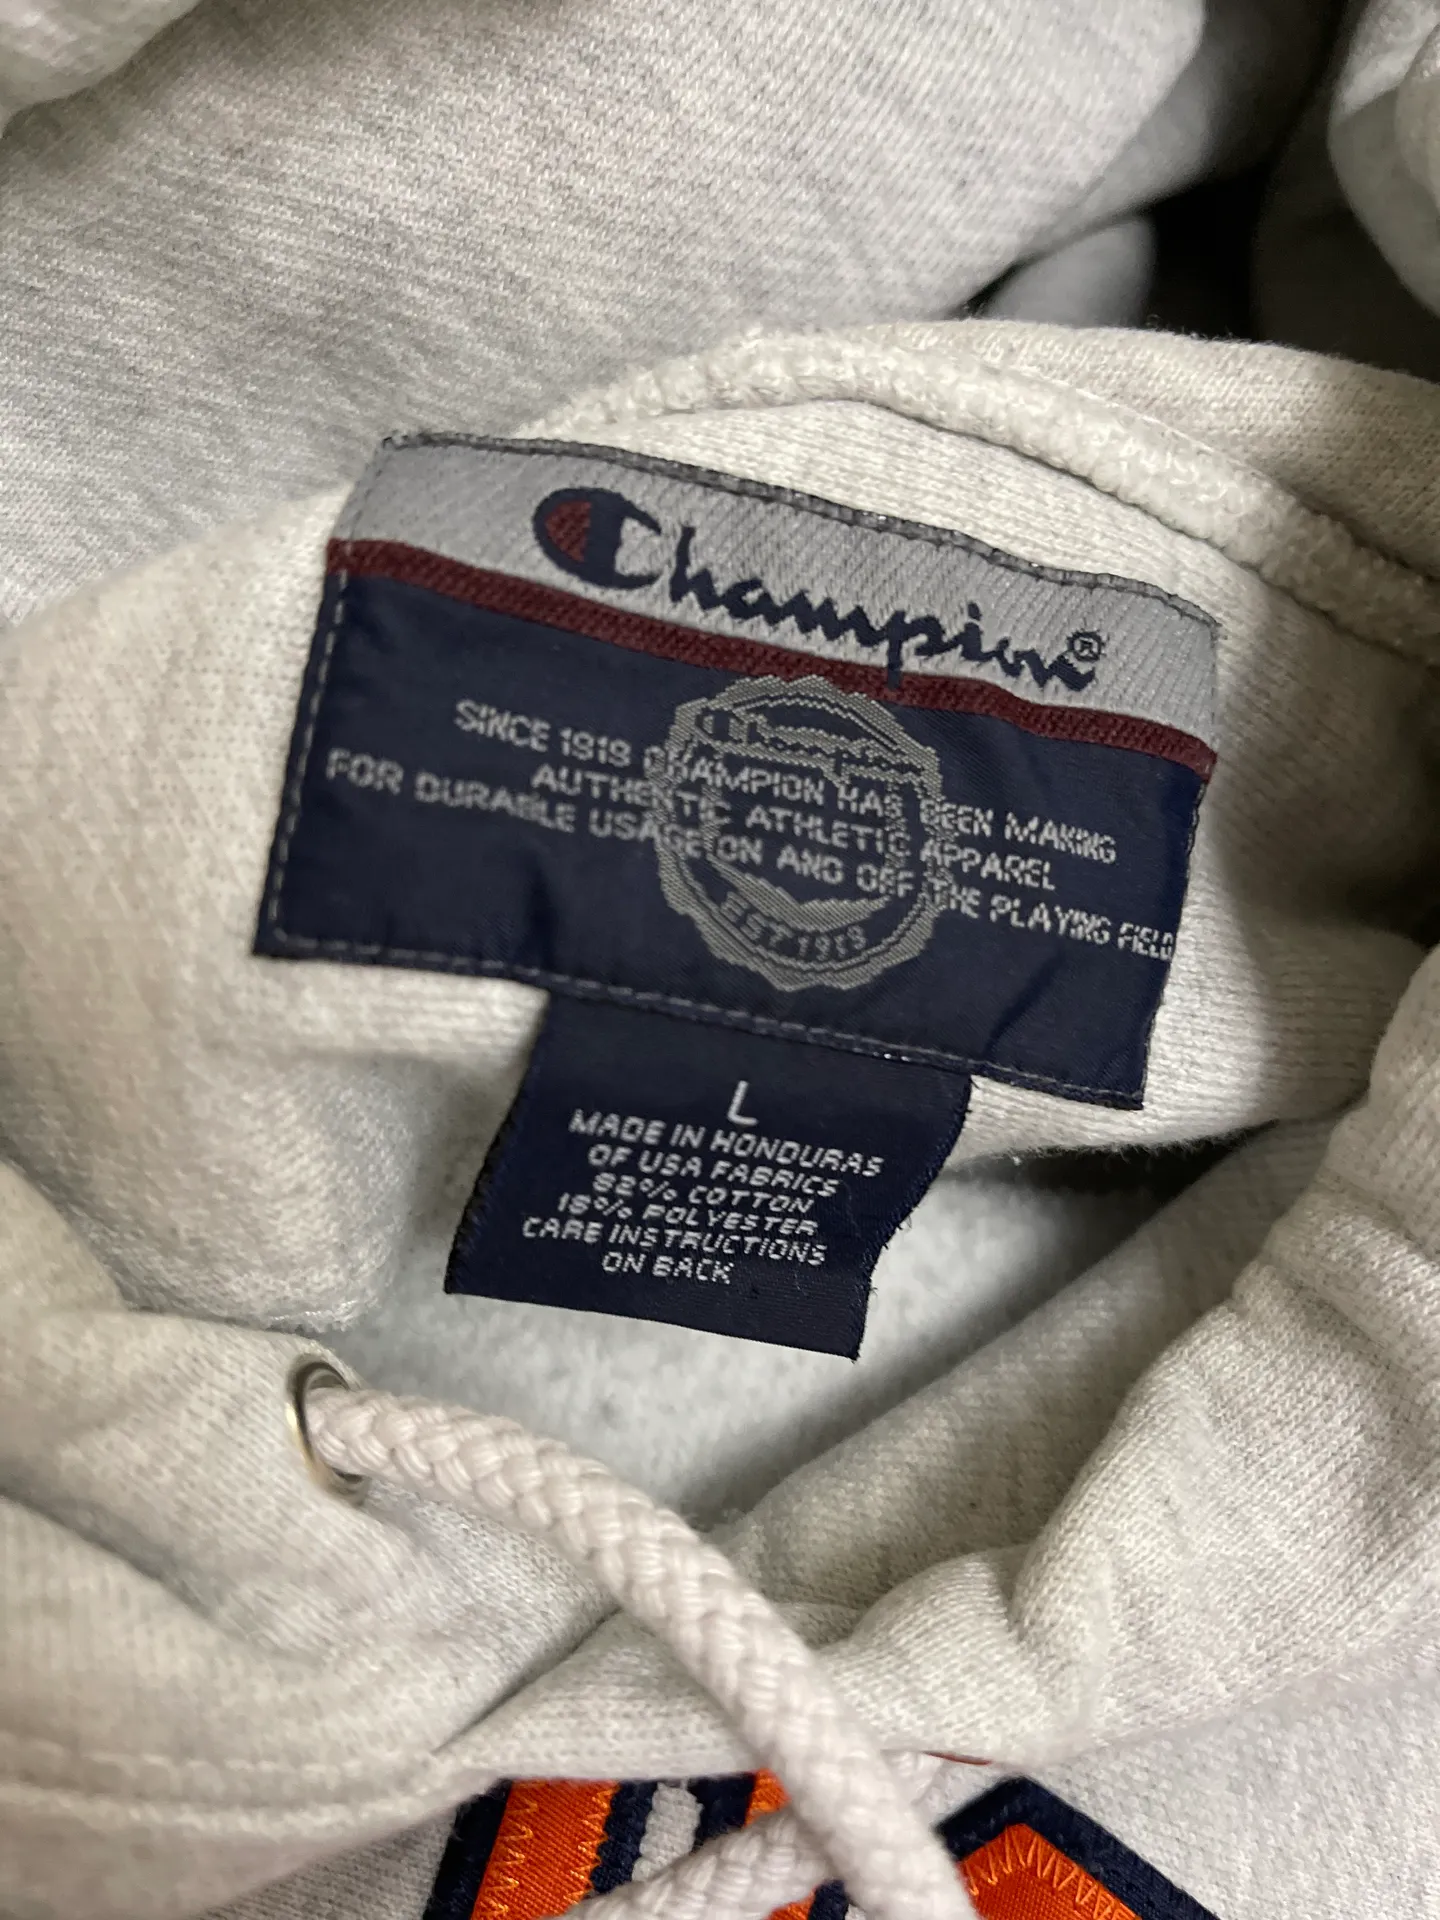 Champion®
SINCE 1919 CHAMPION HAS BEEN MAKING
AUTHENTIC ATHLETIC APPAREL
FOR DURABLE USAGE ON AND OFF THE PLAYING FIELD
Champion
EST 1919
L
MADE IN HONDURAS
OF USA FABRICS
82% COTTON
18% POLYESTER
CARE INSTRUCTIONS
ON BACK